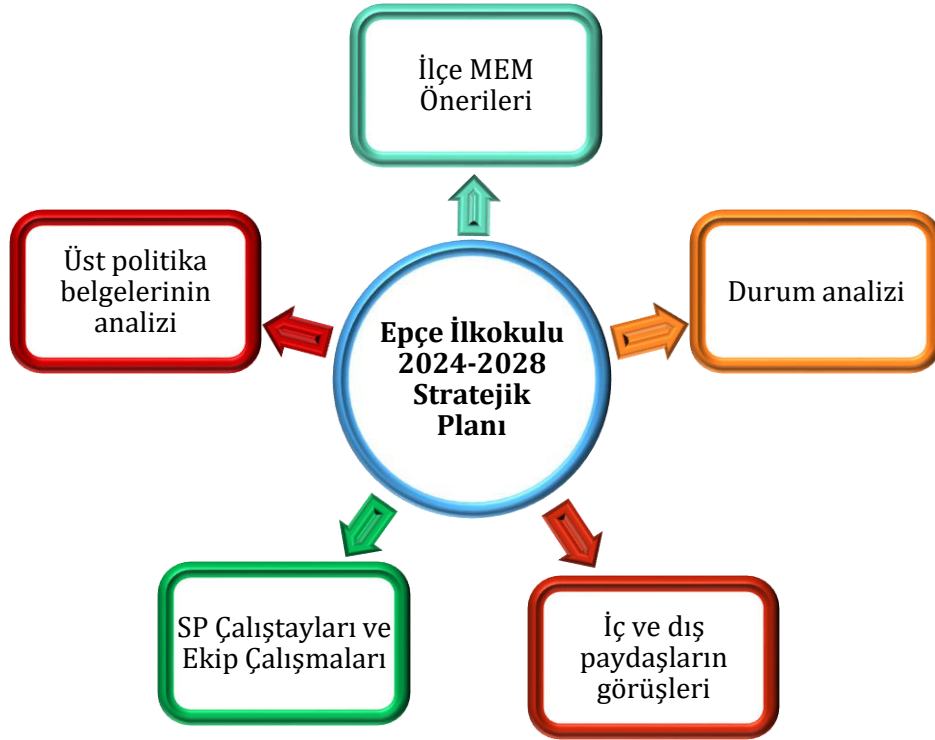 İlçe MEM
Önerileri
Üst politika
belgelerinin
analizi
Durum analizi
Epçe İlkokulu
2024-2028
Stratejik
Planı
SP Çalıştayları ve
Ekip Çalışmaları
İç ve dış
paydaşların
görüşleri